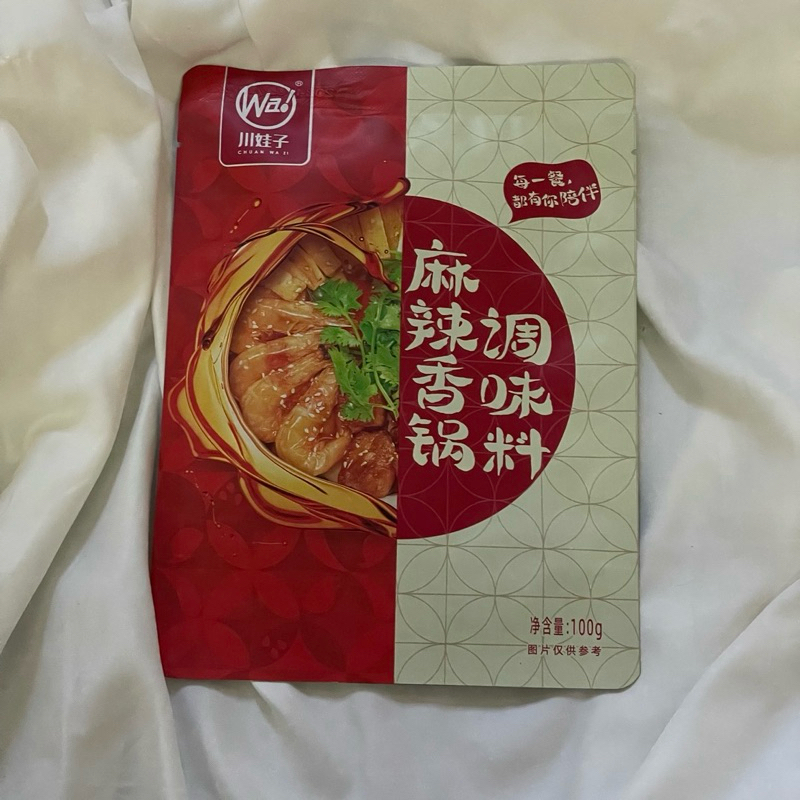 Wa!
®
川娃子
CHUAN WA ZI
每一餐，
都有你陪伴
麻辣香锅
调味料
净含量:100g
图片仅供参考